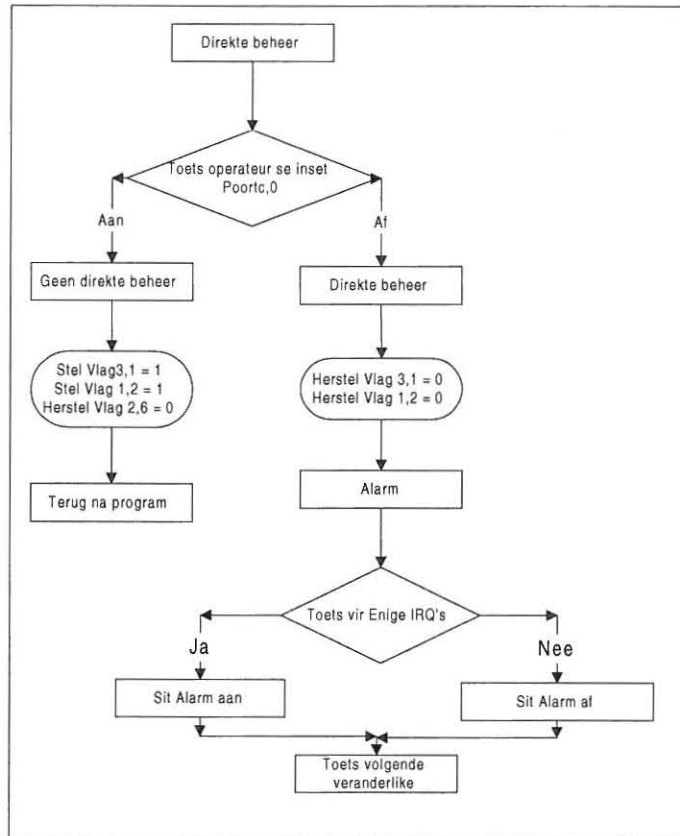 Direkte beheer
Toets operateur se inset
Poortc,0
Aan
Af
Geen direkte beheer
Direkte beheer
Stel Vlag3,1 = 1
Stel Vlag 1,2 = 1
Herstel Vlag 2,6 = 0
Herstel Vlag 3,1 = 0
Herstel Vlag 1,2 = 0
Terug na program
Alarm
Toets vir Enige IRQ's
Ja
Nee
Sit Alarm aan
Sit Alarm af
Toets volgende
veranderlike